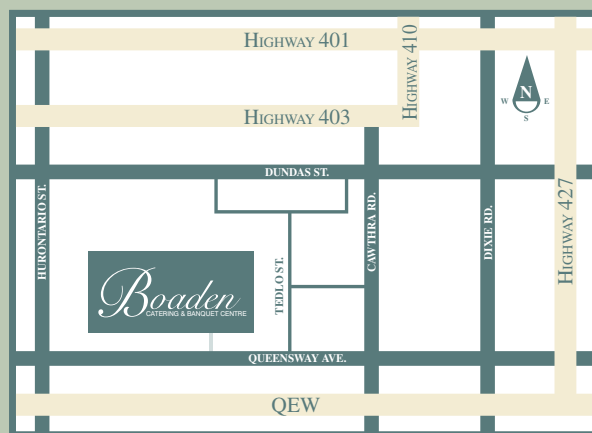 HIGHWAY 401
HIGHWAY 410
N
W E
S
HIGHWAY 403
DUNDAS ST.
HURONTARIO ST.
CAWTHRA RD.
DIXIE RD.
HIGHWAY 427
TEDLO ST.
Boaden
CATERING & BANQUET CENTRE
QUEENSWAY AVE.
QEW